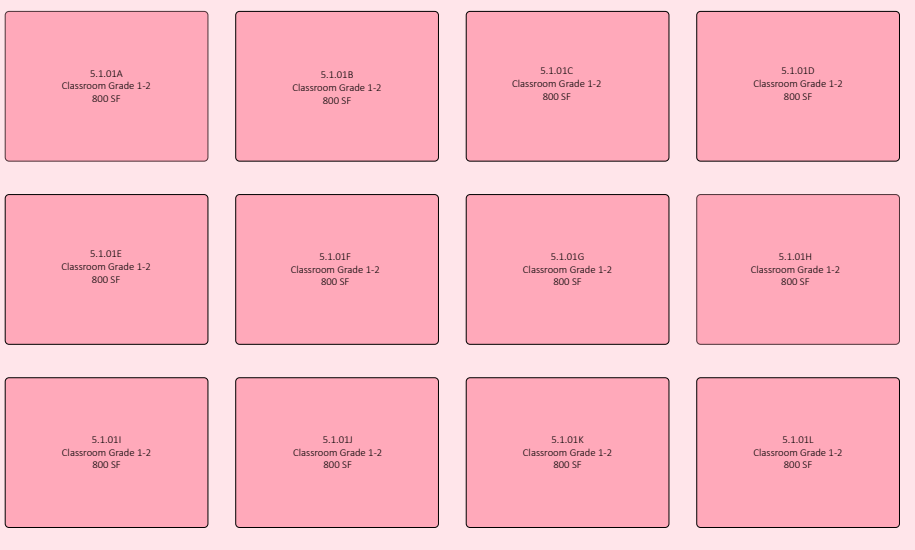 5.1.01A
Classroom Grade 1-2
800 SF
5.1.01B
Classroom Grade 1-2
800 SF
5.1.01C
Classroom Grade 1-2
800 SF
5.1.01D
Classroom Grade 1-2
800 SF
5.1.01E
Classroom Grade 1-2
800 SF
5.1.01F
Classroom Grade 1-2
800 SF
5.1.01G
Classroom Grade 1-2
800 SF
5.1.01H
Classroom Grade 1-2
800 SF
5.1.01I
Classroom Grade 1-2
800 SF
5.1.01J
Classroom Grade 1-2
800 SF
5.1.01K
Classroom Grade 1-2
800 SF
5.1.01L
Classroom Grade 1-2
800 SF